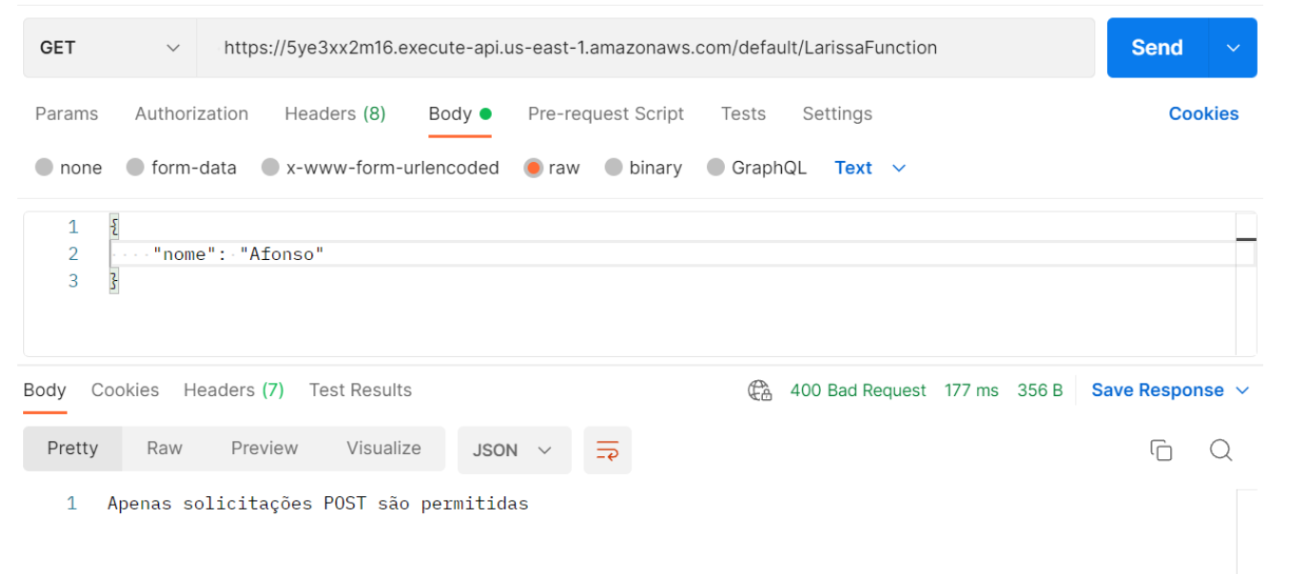 GET https://5ye3xx2m16.execute-api.us-east-1.amazonaws.com/default/LarissaFunction Send
Params Authorization Headers (8) Body Pre-request Script Tests Settings Cookies
none form-data x-www-form-urlencoded raw binary GraphQL Text
1 {
2 "nome": "Afonso"
3 }
Body Cookies Headers (7) Test Results 400 Bad Request 177 ms 356 B Save Response
Pretty Raw Preview Visualize JSON
1 Apenas solicitações POST são permitidas